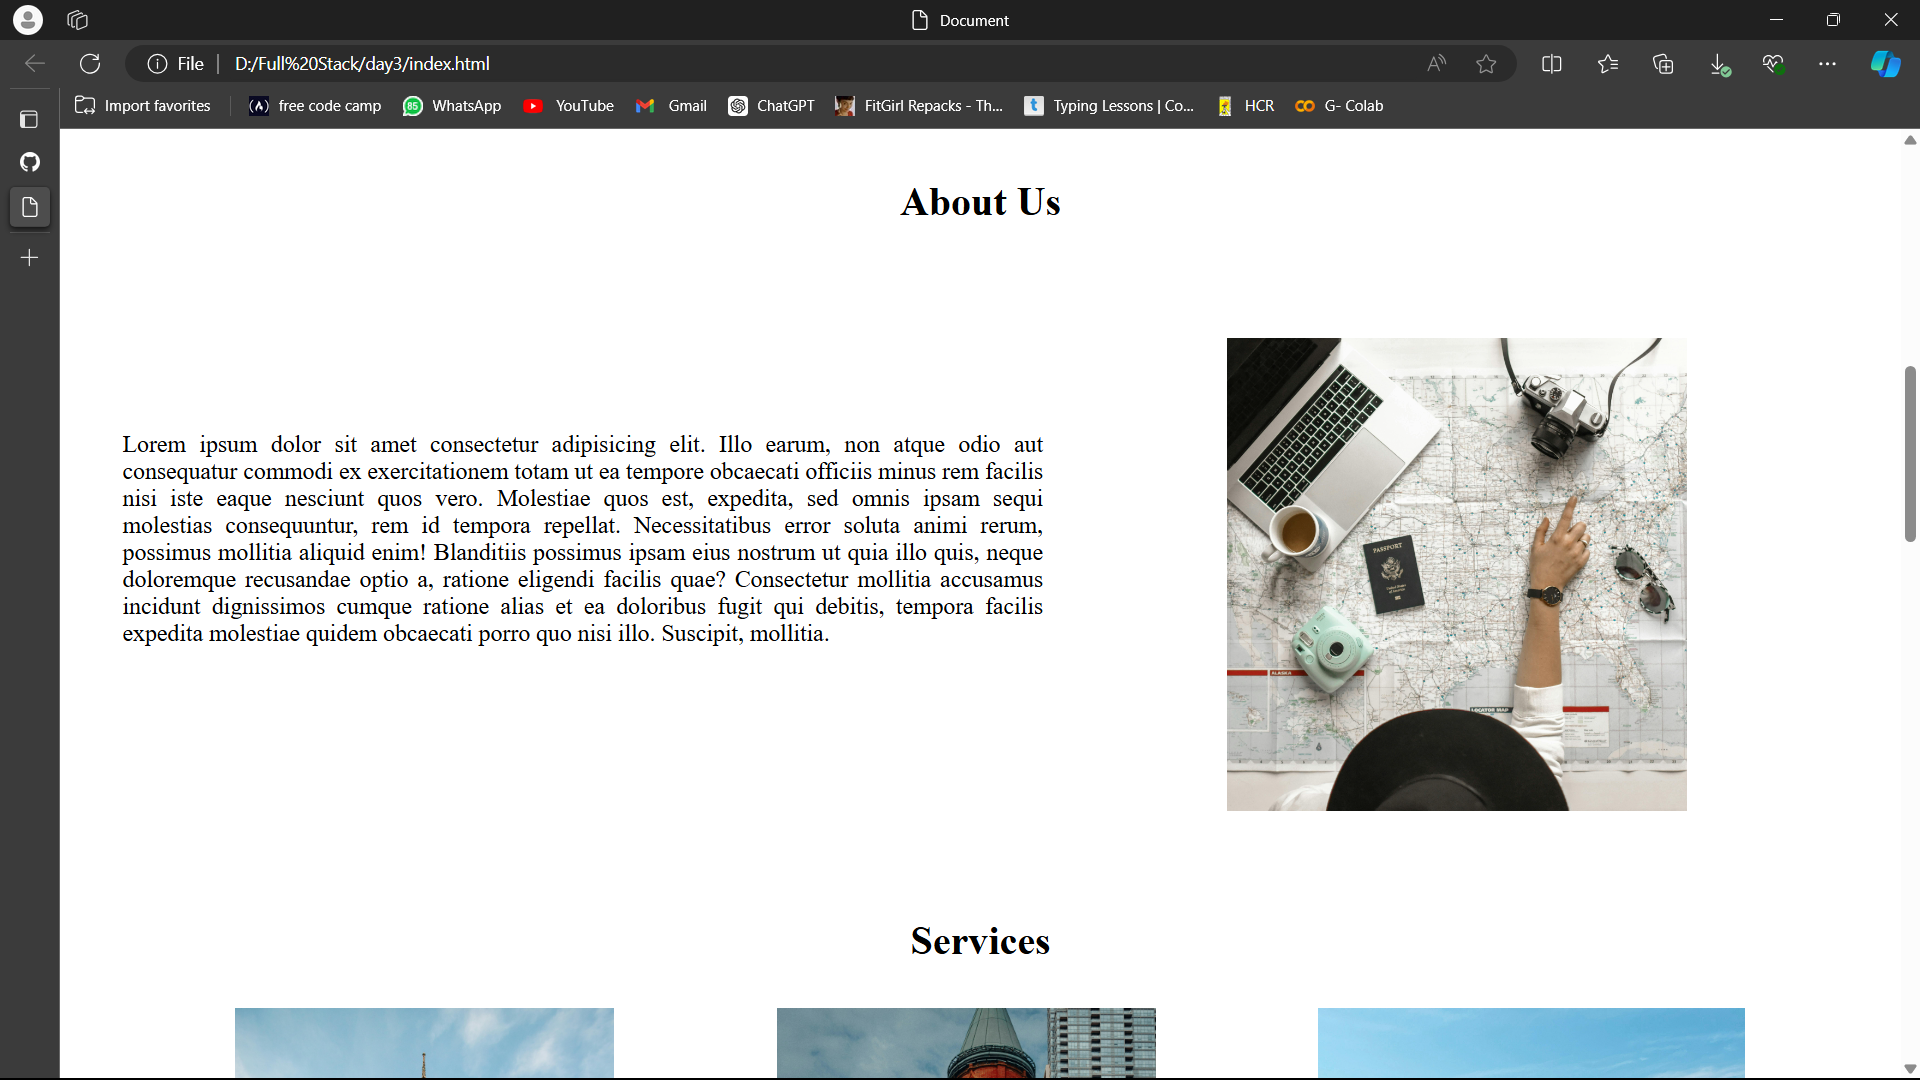 Document
File
D:/Full%20Stack/day3/index.html
Import favorites
free code camp
85
WhatsApp
YouTube
Gmail
ChatGPT
FitGirl Repacks - Th...
t
Typing Lessons | Co...
HCR
G- Colab
About Us
Lorem ipsum dolor sit amet consectetur adipisicing elit. Illo earum, non atque odio aut
consequatur commodi ex exercitationem totam ut ea tempore obcaecati officiis minus rem facilis
nisi iste eaque nesciunt quos vero. Molestiae quos est, expedita, sed omnis ipsam sequi
molestias consequuntur, rem id tempora repellat. Necessitatibus error soluta animi rerum,
possimus mollitia aliquid enim! Blanditiis possimus ipsam eius nostrum ut quia illo quis, neque
doloremque recusandae optio a, ratione eligendi facilis quae? Consectetur mollitia accusamus
incidunt dignissimos cumque ratione alias et ea doloribus fugit qui debitis, tempora facilis
expedita molestiae quidem obcaecati porro quo nisi illo. Suscipit, mollitia.
PASSPORT
ALASKA
LOCATOR MAP
Services